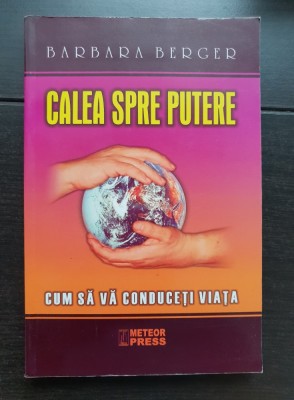 BARBARA BERGER
CALEA SPRE PUTERE
CUM SĂ VĂ CONDUCEȚI VIAȚA
METEOR
PRESS